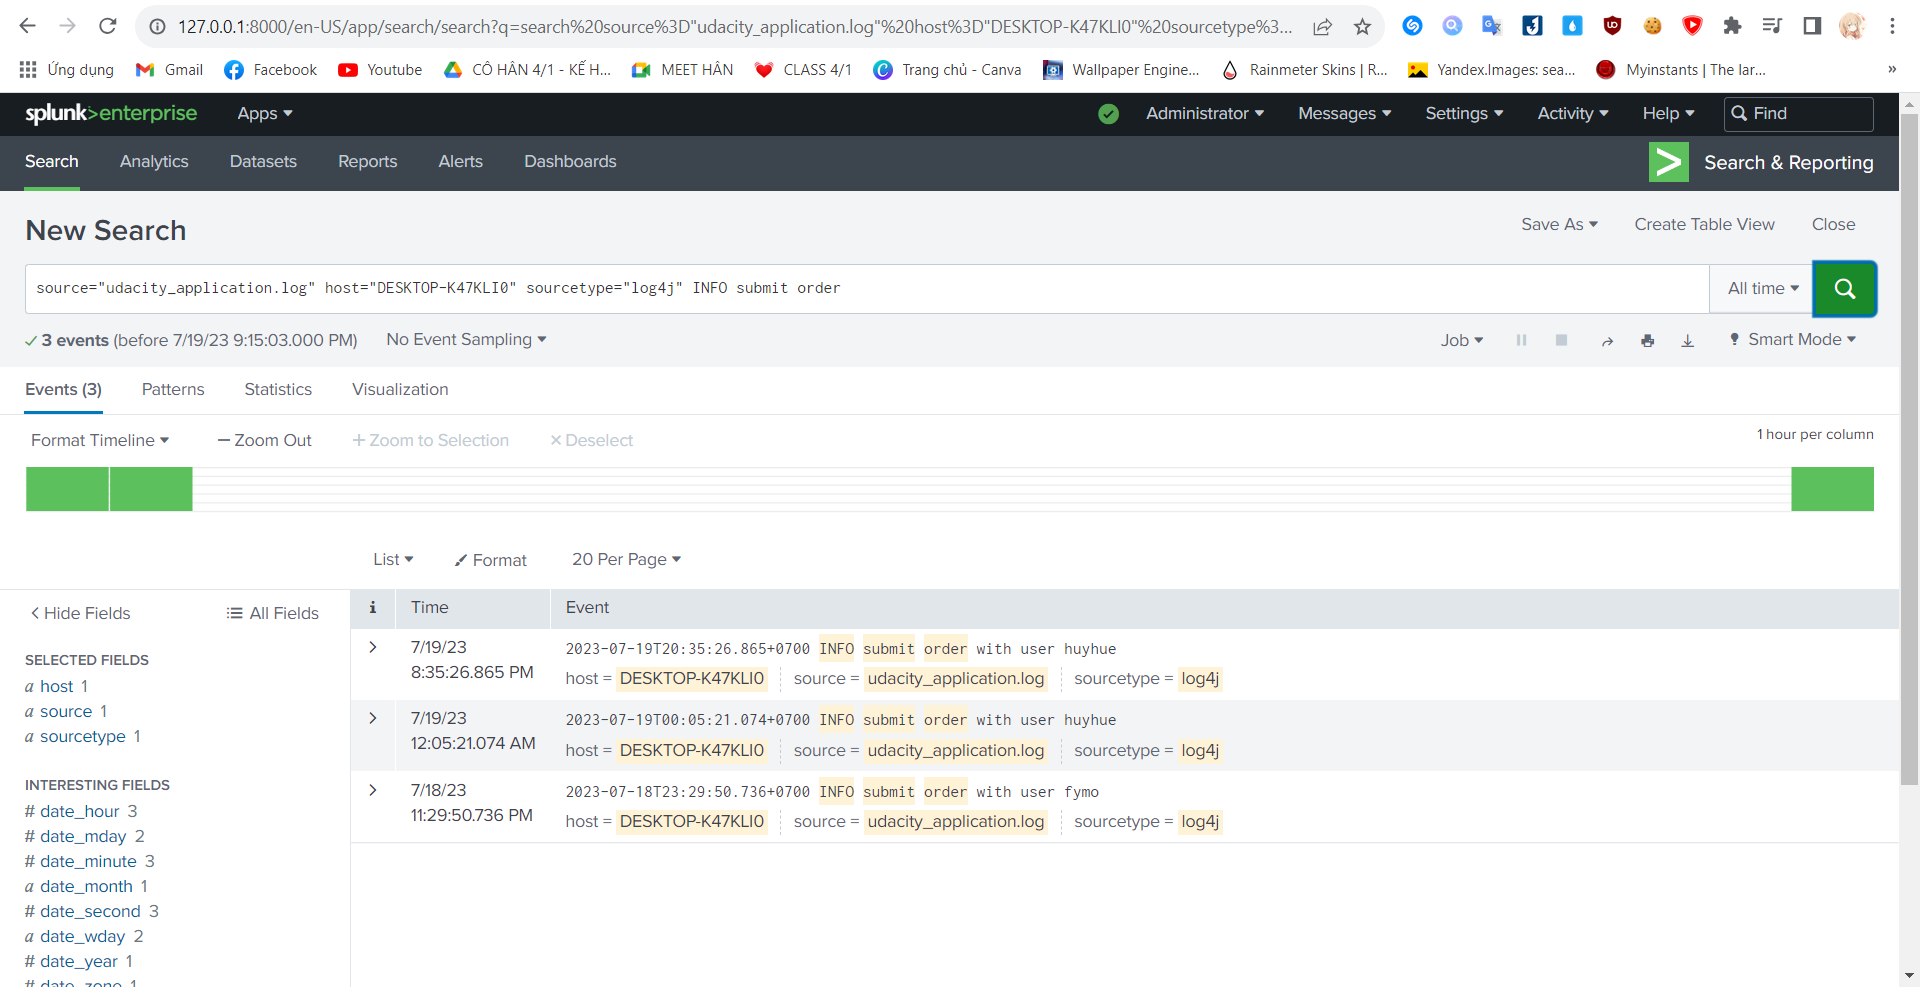 127.0.0.1:8000/en-US/app/search/search?q=search%20source%3D"udacity_application.log"%20host%3D"DESKTOP-K47KLI0"%20sourcetype%3...
Ứng dụng Gmail Facebook Youtube CÔ HÂN 4/1 - KẾ H... MEET HÂN CLASS 4/1 Trang chủ - Canva Wallpaper Engine... Rainmeter Skins | R... Yandex.Images: sea... Myinstants | The lar... »
splunk>enterprise Apps Administrator Messages Settings Activity Help Find
Search Analytics Datasets Reports Alerts Dashboards Search & Reporting
New Search Save As Create Table View Close
source="udacity_application.log" host="DESKTOP-K47KLI0" sourcetype="log4j" INFO submit order All time
3 events (before 7/19/23 9:15:03.000 PM) No Event Sampling Job Smart Mode
Events (3) Patterns Statistics Visualization
Format Timeline Zoom Out Zoom to Selection Deselect 1 hour per column
List Format 20 Per Page
Hide Fields All Fields
SELECTED FIELDS
a host 1
a source 1
a sourcetype 1
INTERESTING FIELDS
# date_hour 3
# date_mday 2
# date_minute 3
a date_month 1
# date_second 3
a date_wday 2
# date_year 1
# date_zone 1
i Time Event
7/19/23
8:35:26.865 PM
2023-07-19T20:35:26.865+0700 INFO submit order with user huyhue
host = DESKTOP-K47KLI0 source = udacity_application.log sourcetype = log4j
7/19/23
12:05:21.074 AM
2023-07-19T00:05:21.074+0700 INFO submit order with user huyhue
host = DESKTOP-K47KLI0 source = udacity_application.log sourcetype = log4j
7/18/23
11:29:50.736 PM
2023-07-18T23:29:50.736+0700 INFO submit order with user fymo
host = DESKTOP-K47KLI0 source = udacity_application.log sourcetype = log4j